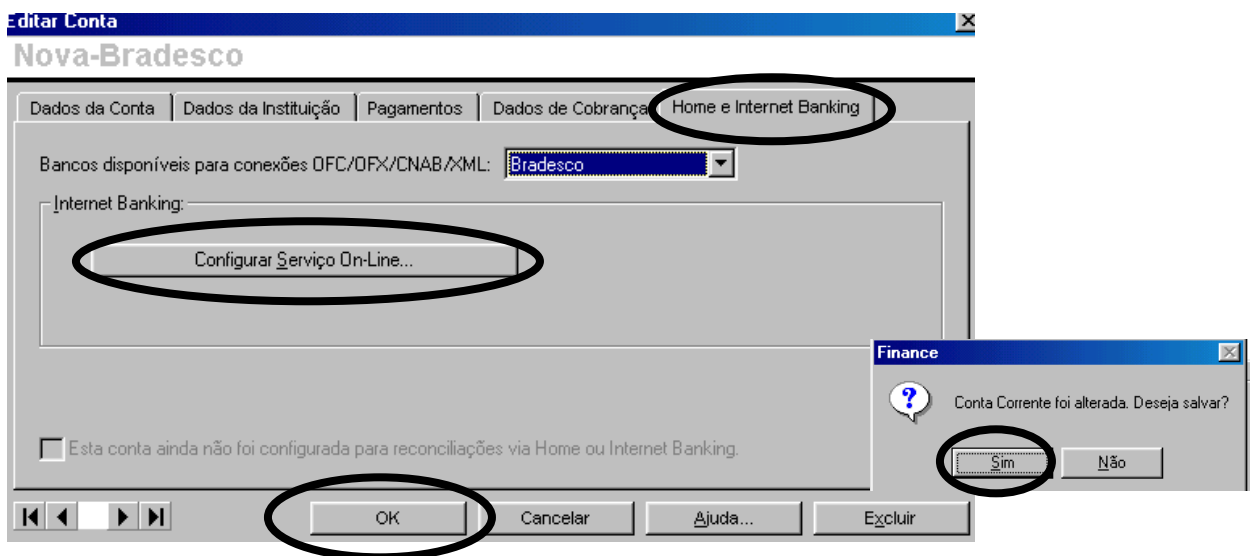 Editar Conta
Nova-Bradesco
Dados da Conta Dados da Instituição Pagamentos Dados de Cobrança Home e Internet Banking
Bancos disponíveis para conexões OFC/OFX/CNAB/XML: Bradesco
Internet Banking:
Configurar Serviço On-Line...
Finance
Conta Corrente foi alterada. Deseja salvar?
Sim Não
Esta conta ainda não foi configurada para reconciliações via Home ou Internet Banking.
OK Cancelar Ajuda... Excluir